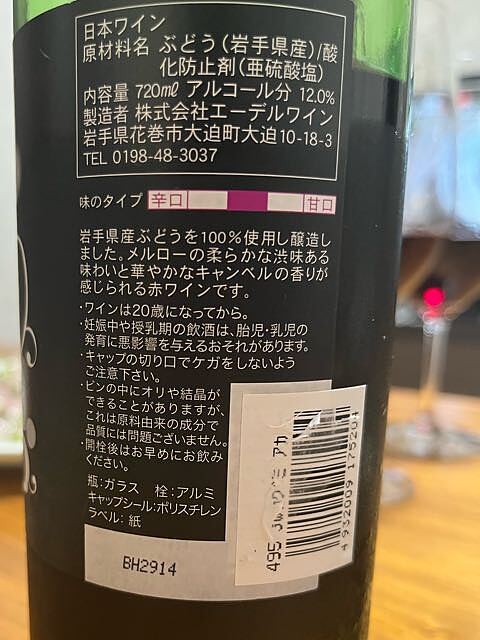 日本ワイン
原材料名 ぶどう(岩手県産)/酸
化防止剤(亜硫酸塩)
内容量 720mℓ アルコール分 12.0%
製造者 株式会社エーデルワイン
岩手県花巻市大迫町大迫10-18-3
TEL 0198-48-3037
味のタイプ 辛口 甘口
岩手県産ぶどうを100%使用し醸造し
ました。メルローの柔らかな渋味ある
味わいと華やかなキャンベルの香りが
感じられる赤ワインです。
・ワインは20歳になってから。
・妊娠中や授乳期の飲酒は、胎児・乳児の
発育に悪影響を与えるおそれがあります。
・キャップの切り口でケガをしないよう
ご注意下さい。
・ビンの中にオリや結晶が
できることがありますが、
これは原料由来の成分で
品質には問題ございません。
・開栓後はお早めにお飲み
ください。
瓶:ガラス 栓:アルミ
キャップシール:ポリスチレン
ラベル:紙
BH2914
495 アカ
4932009 175204